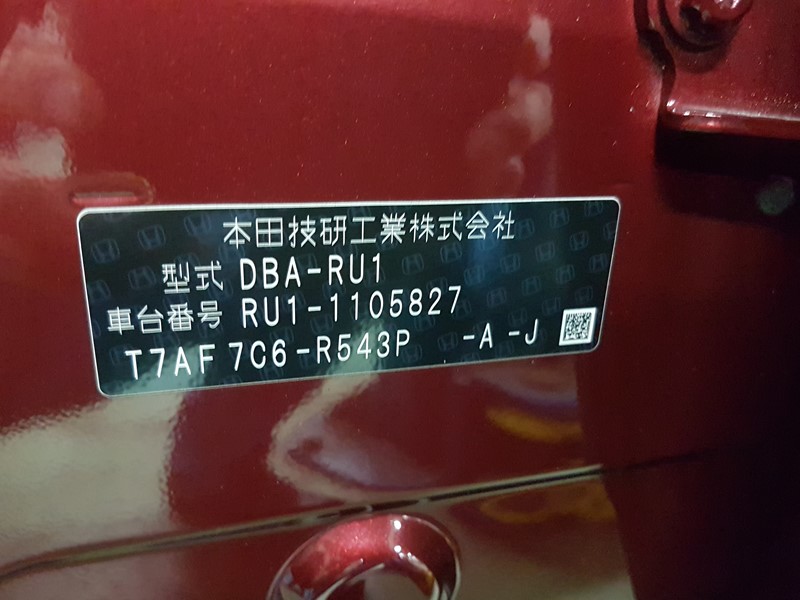 本田技研工業株式会社
型式 DBA-RU1
車台番号 RU1-1105827
T7AF 7C6-R543P -A -J